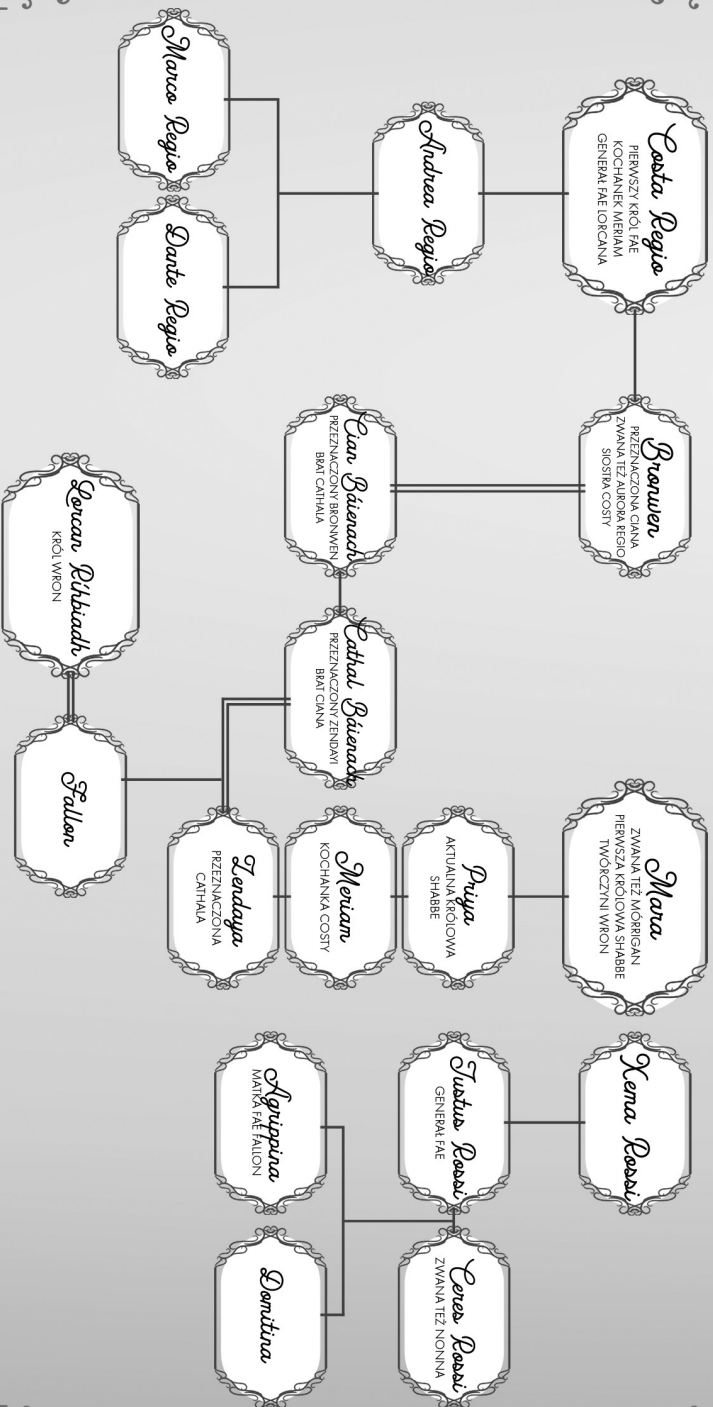 Costa Regio
PIERWSZY KRÓL FAE
KOCHANEK MERIAM
GENERAŁ FAE LORCANA
Bronwen
PRZEZNACZONA CIANA
ZWANA TEŻ AURORA REGIO
SIOSTRA COSTY
Mara
ZWANA TEŻ MÓRRIGAN
PIERWSZA KRÓLOWA SHABBE
TWÓRCZYNI WRON
Xema Rossi
Andrea Regio
Priya
AKTUALNA KRÓLOWA
SHABBE
Justus Rossi
GENERAŁ FAE
Ceres Rossi
ZWANA TEŻ NONNA
Cian Báienach
PRZEZNACZONY BRONWEN
BRAT CATHALA
Cathal Báienach
PRZEZNACZONY ZENDAYI
BRAT CIANA
Meriam
KOCHANKA COSTY
Agrippina
MATKA FAE FALLON
Domitina
Marco Regio
Dante Regio
Zendaya
PRZEZNACZONA
CATHALA
Lorcan Ríhbiadh
KRÓL WRON
Fallon